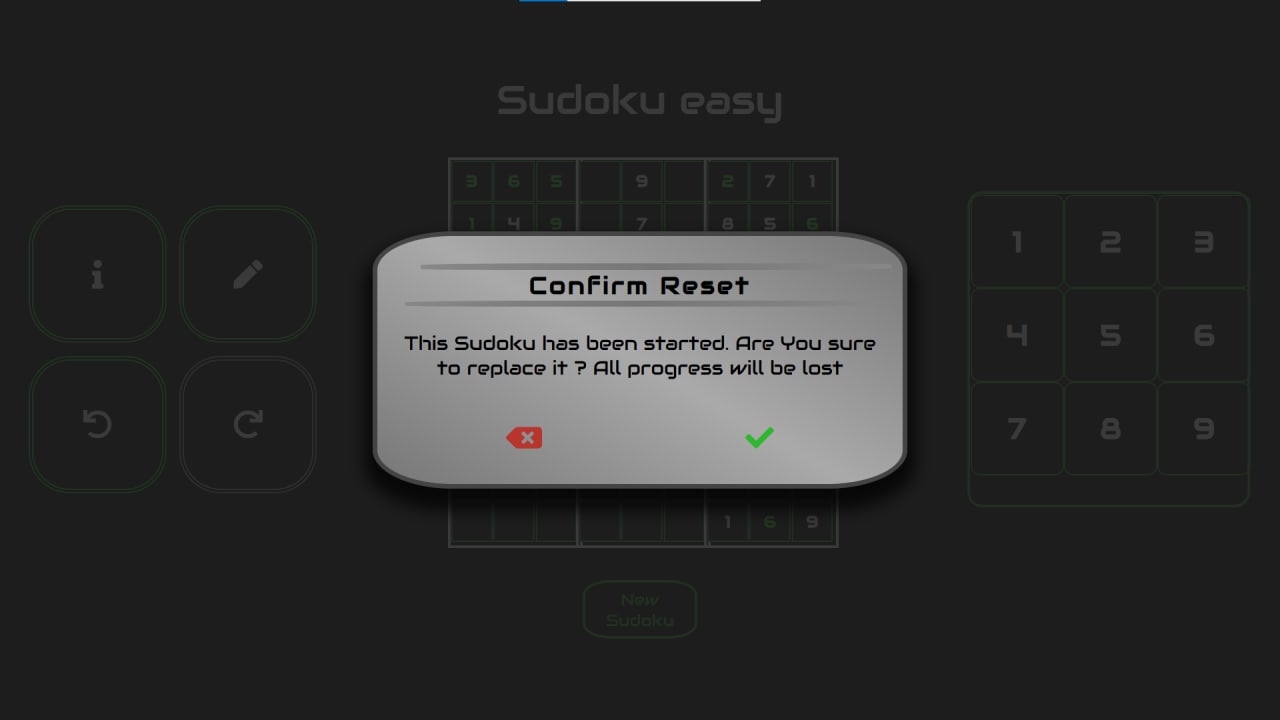 Sudoku easy
3 6 5 9 2 7 1
1 4 9 7 8 5 6
Confirm Reset
This Sudoku has been started. Are You sure
to replace it ? All progress will be lost
1 6 9
New
Sudoku
1 2 3
4 5 6
7 8 9